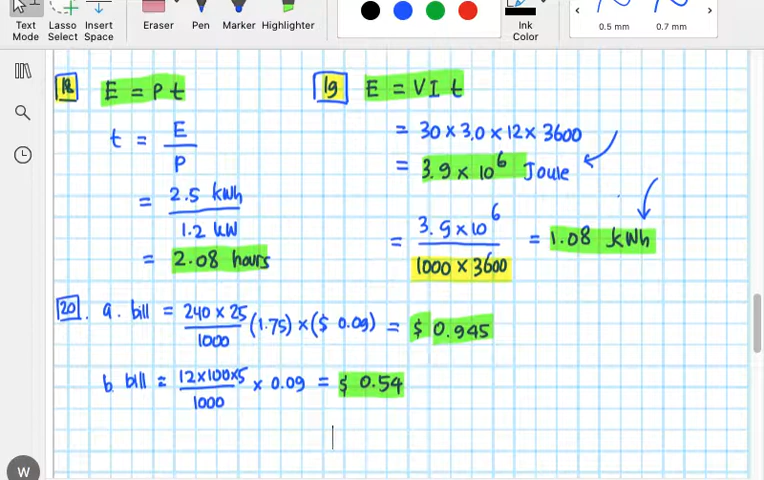 Text Mode
Lasso Select
Insert Space
Eraser
Pen
Marker
Highlighter
Ink Color
0.5 mm
0.7 mm
18 E = Pt
t = E / P
= 2.5 kWh / 1.2 kW
= 2.08 hours
19 E = VI t
= 30 x 3.0 x 12 x 3600
= 3.9 x 10^6 Joule
= 3.9 x 10^6 / 1000 x 3600 = 1.08 kWh
20. a. bill = 240 x 25 / 1000 (1.75) x ($ 0.09) = $ 0.945
b. bill = 12x100x5 / 1000 x 0.09 = $ 0.54
W